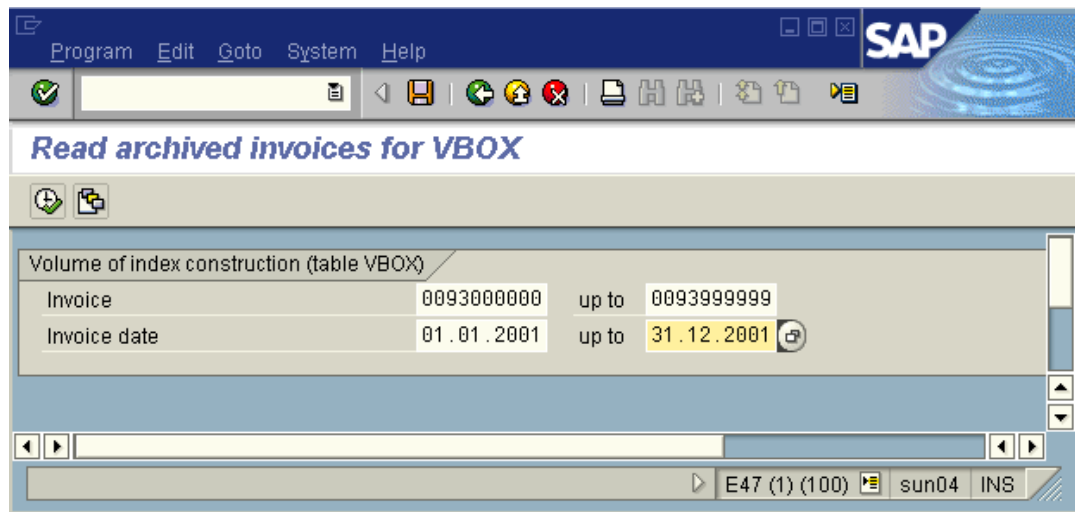 Program Edit Goto System Help
SAP
Read archived invoices for VBOX
Volume of index construction (table VBOX)
Invoice 0093000000 up to 0093999999
Invoice date 01.01.2001 up to 31.12.2001
E47 (1) (100) sun04 INS